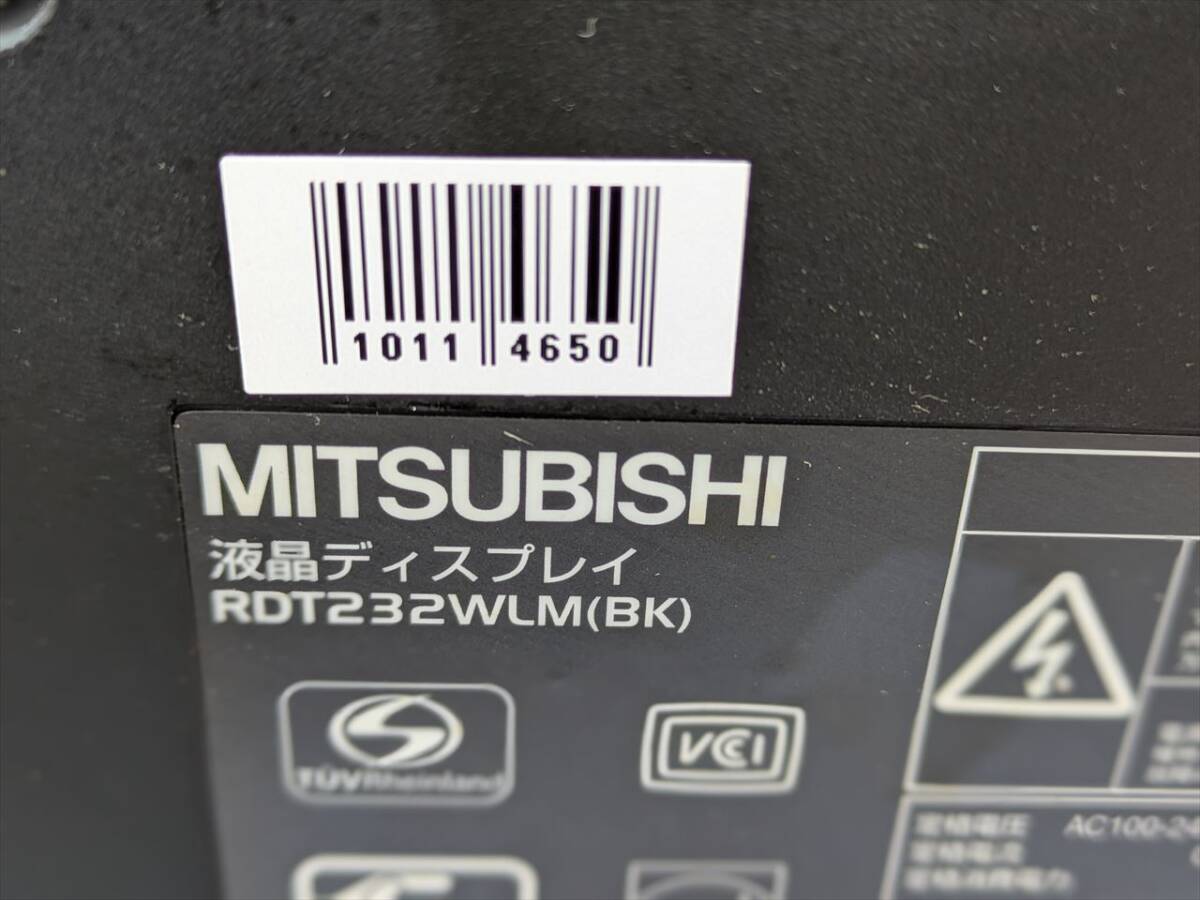 1011 4650
MITSUBISHI
液晶ディスプレイ
RDT232WLM(BK)
TÜVRheinland
VCCI
定格電圧 AC100-24
定格電流
定格消費電力